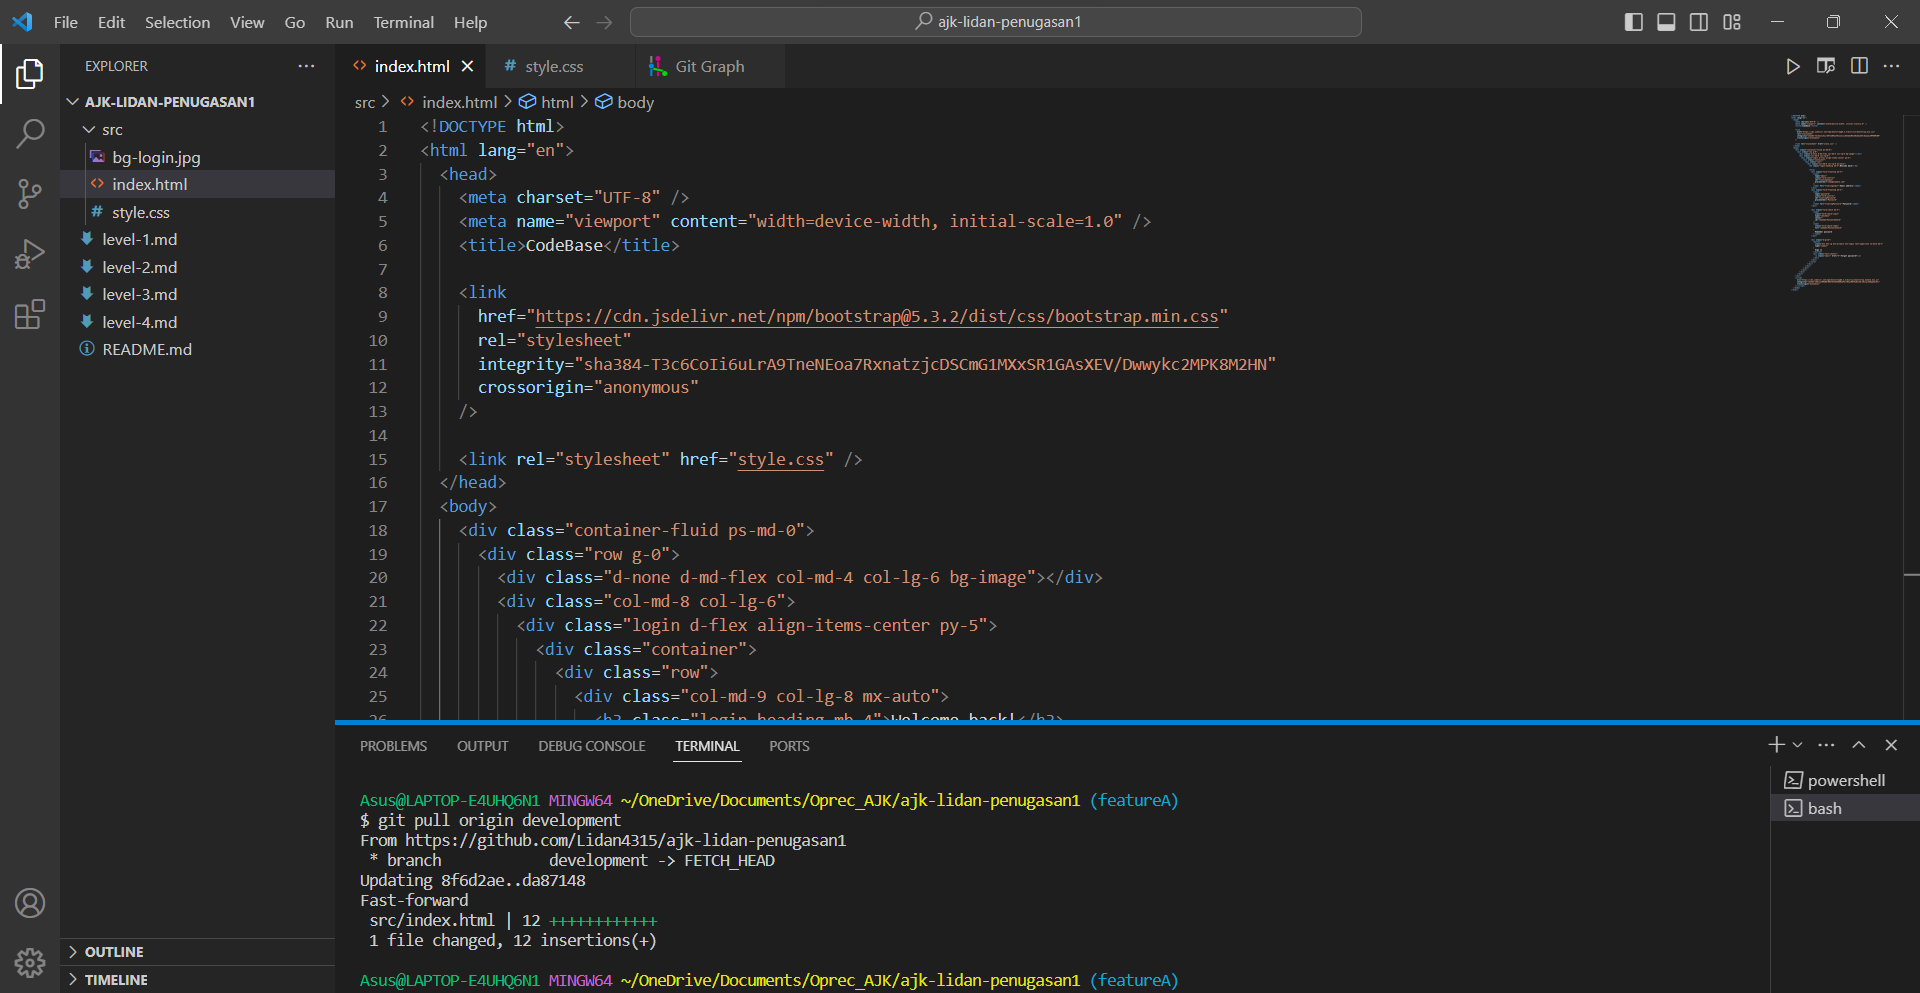 File Edit Selection View Go Run Terminal Help
ajk-lidan-penugasan1
EXPLORER
AJK-LIDAN-PENUGASAN1
src
bg-login.jpg
index.html
style.css
level-1.md
level-2.md
level-3.md
level-4.md
README.md
OUTLINE
TIMELINE
index.html style.css Git Graph
src > index.html > html > body
1 <!DOCTYPE html>
2 <html lang="en">
3 <head>
4 <meta charset="UTF-8" />
5 <meta name="viewport" content="width=device-width, initial-scale=1.0" />
6 <title>CodeBase</title>
7
8 <link
9 href="https://cdn.jsdelivr.net/npm/bootstrap@5.3.2/dist/css/bootstrap.min.css"
10 rel="stylesheet"
11 integrity="sha384-T3c6CoIi6uLrA9TneNEoa7RxnatzjcDSCmG1MXxSR1GAsXEV/Dwwykc2MPK8M2HN"
12 crossorigin="anonymous"
13 />
14
15 <link rel="stylesheet" href="style.css" />
16 </head>
17 <body>
18 <div class="container-fluid ps-md-0">
19 <div class="row g-0">
20 <div class="d-none d-md-flex col-md-4 col-lg-6 bg-image"></div>
21 <div class="col-md-8 col-lg-6">
22 <div class="login d-flex align-items-center py-5">
23 <div class="container">
24 <div class="row">
25 <div class="col-md-9 col-lg-8 mx-auto">
26 <h3 class="login-heading mb-4">Welcome back!</h3>
PROBLEMS OUTPUT DEBUG CONSOLE TERMINAL PORTS
powershell
bash
Asus@LAPTOP-E4UHQ6N1 MINGW64 ~/OneDrive/Documents/Oprec_AJK/ajk-lidan-penugasan1 (featureA)
$ git pull origin development
From https://github.com/Lidan4315/ajk-lidan-penugasan1
* branch development -> FETCH_HEAD
Updating 8f6d2ae..da87148
Fast-forward
src/index.html | 12 ++++++++++++
1 file changed, 12 insertions(+)
Asus@LAPTOP-E4UHQ6N1 MINGW64 ~/OneDrive/Documents/Oprec_AJK/ajk-lidan-penugasan1 (featureA)